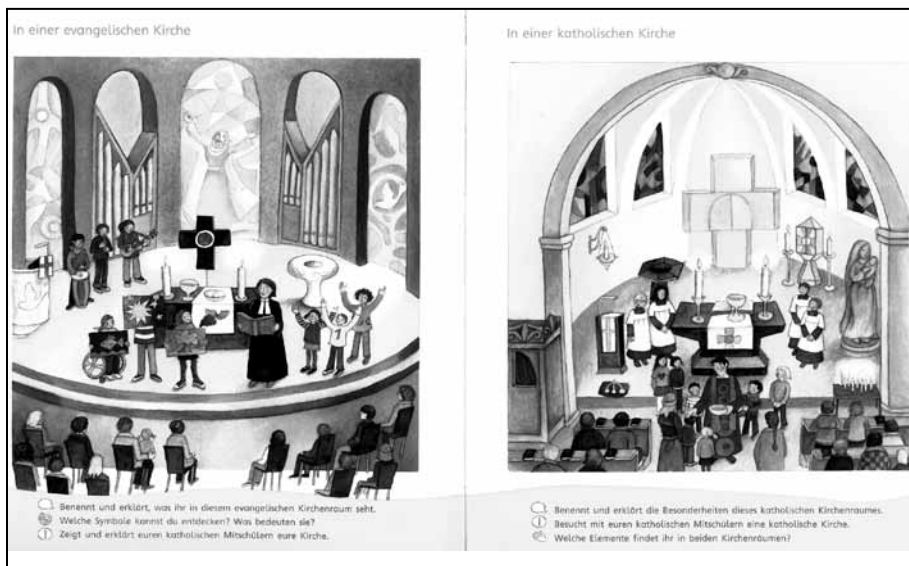 In einer evangelischen Kirche
Benennt und erklärt, was ihr in diesem evangelischen Kirchenraum seht.
Welche Symbole kannst du entdecken? Was bedeuten sie?
Zeigt und erklärt euren katholischen Mitschülern eure Kirche.
In einer katholischen Kirche
Benennt und erklärt die Besonderheiten dieses katholischen Kirchenraumes.
Besucht mit euren katholischen Mitschülern eine katholische Kirche.
Welche Elemente findet ihr in beiden Kirchenräumen?